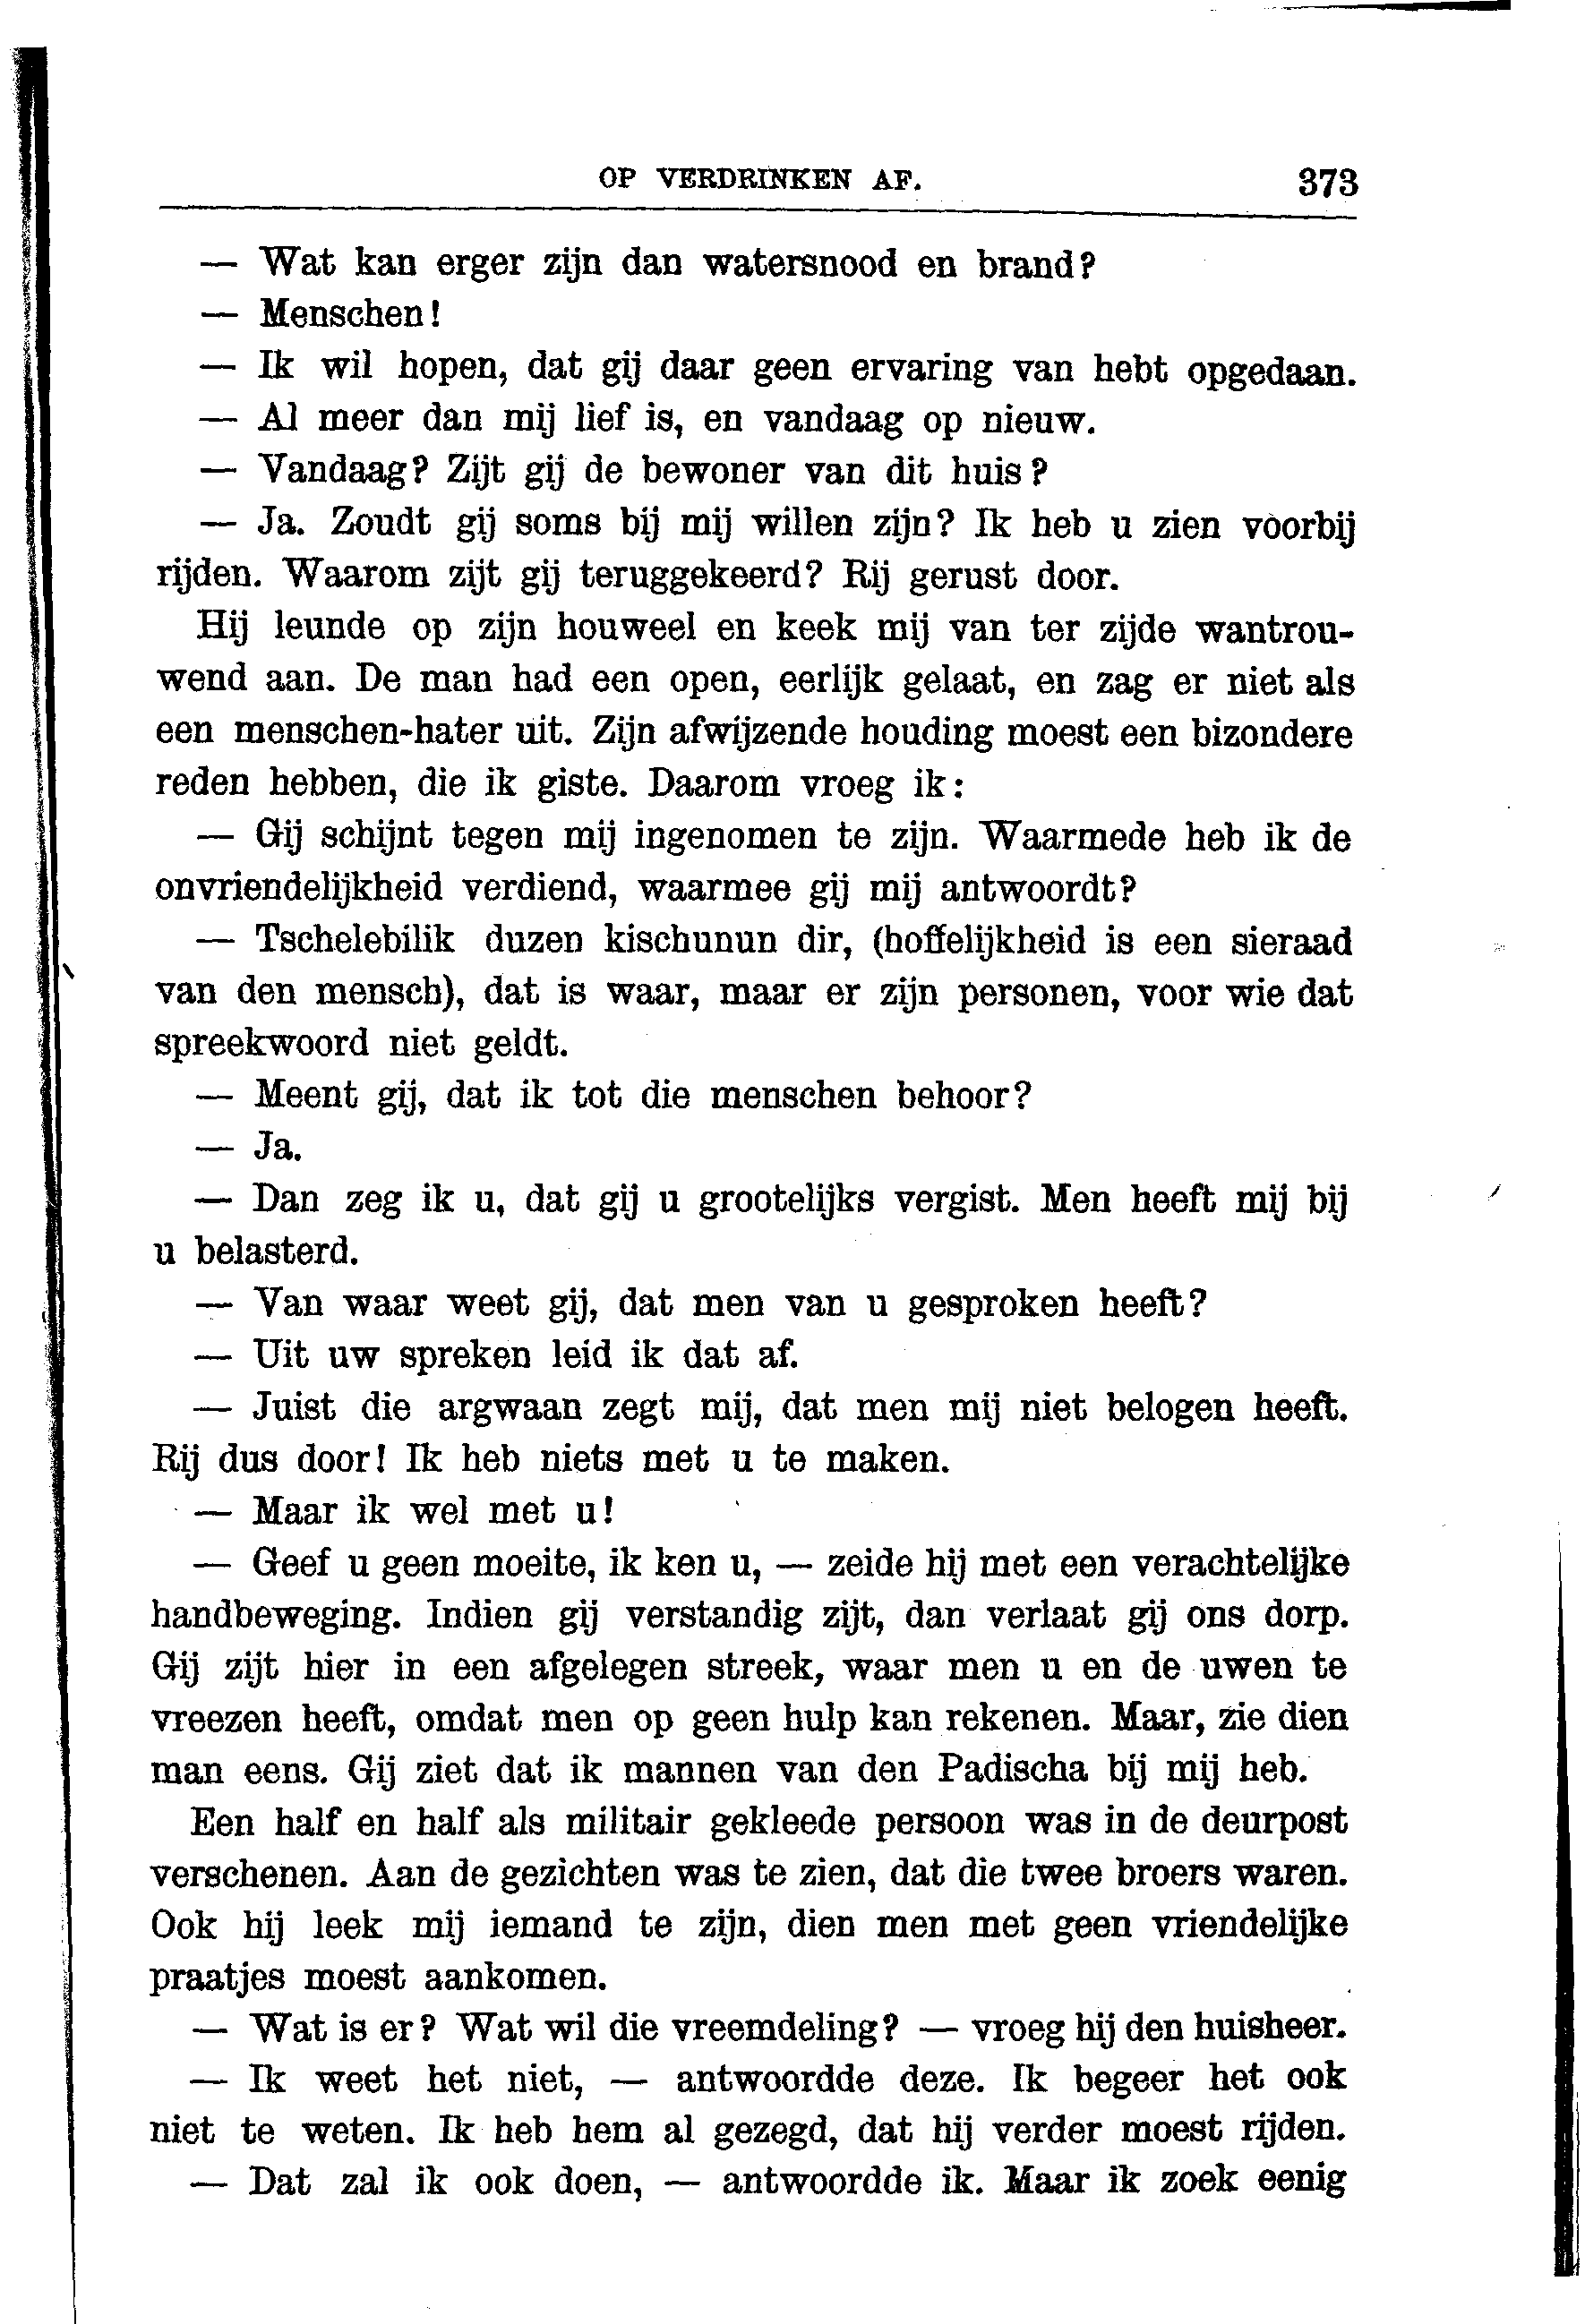 OP VERDRINKEN AF. 373
— Wat kan erger zijn dan watersnood en brand?
— Menschen!
— Ik wil hopen, dat gij daar geen ervaring van hebt opgedaan.
— Al meer dan mij lief is, en vandaag op nieuw.
— Vandaag? Zijt gij de bewoner van dit huis?
— Ja. Zoudt gij soms bij mij willen zijn? Ik heb u zien voorbij
rijden. Waarom zijt gij teruggekeerd? Rij gerust door.
Hij leunde op zijn houweel en keek mij van ter zijde wantrou-
wend aan. De man had een open, eerlijk gelaat, en zag er niet als
een menschen-hater uit. Zijn afwijzende houding moest een bizondere
reden hebben, die ik giste. Daarom vroeg ik:
— Gij schijnt tegen mij ingenomen te zijn. Waarmede heb ik de
onvriendelijkheid verdiend, waarmee gij mij antwoordt?
— Tschelebilik duzen kischunun dir, (hoffelijkheid is een sieraad
van den mensch), dat is waar, maar er zijn personen, voor wie dat
spreekwoord niet geldt.
— Meent gij, dat ik tot die menschen behoor?
— Ja.
— Dan zeg ik u, dat gij u grootelijks vergist. Men heeft mij bij
u belasterd.
— Van waar weet gij, dat men van u gesproken heeft?
— Uit uw spreken leid ik dat af.
— Juist die argwaan zegt mij, dat men mij niet belogen heeft.
Rij dus door! Ik heb niets met u te maken.
— Maar ik wel met u!
— Geef u geen moeite, ik ken u, — zeide hij met een verachtelijke
handbeweging. Indien gij verstandig zijt, dan verlaat gij ons dorp.
Gij zijt hier in een afgelegen streek, waar men u en de uwen te
vreezen heeft, omdat men op geen hulp kan rekenen. Maar, zie dien
man eens. Gij ziet dat ik mannen van den Padischa bij mij heb.
Een half en half als militair gekleede persoon was in de deurpost
verschenen. Aan de gezichten was te zien, dat die twee broers waren.
Ook hij leek mij iemand te zijn, dien men met geen vriendelijke
praatjes moest aankomen.
— Wat is er? Wat wil die vreemdeling? — vroeg hij den huisheer.
— Ik weet het niet, — antwoordde deze. Ik begeer het ook
niet te weten. Ik heb hem al gezegd, dat hij verder moest rijden.
— Dat zal ik ook doen, — antwoordde ik. Maar ik zoek eenig